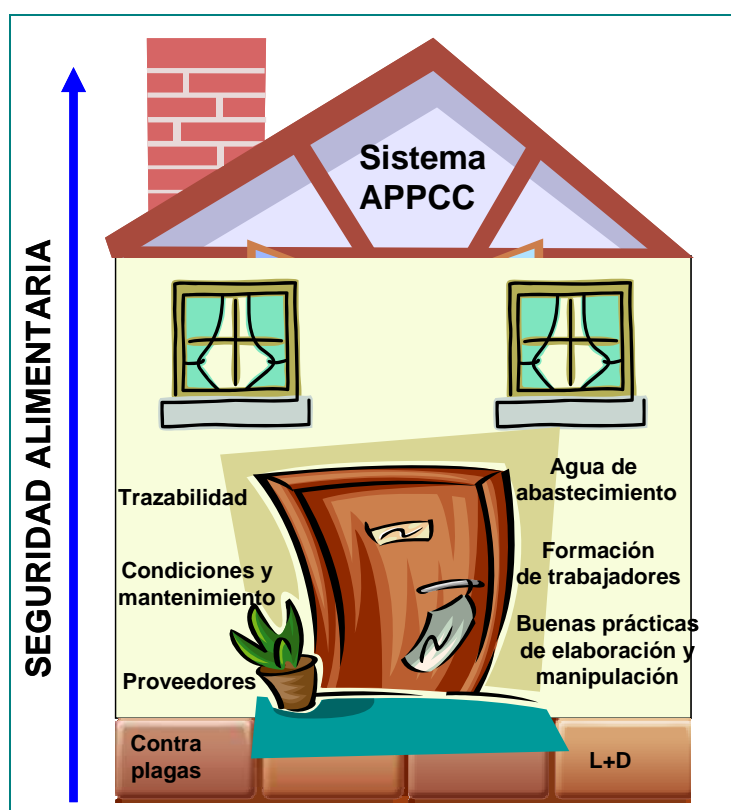 Sistema
APPCC
SEGURIDAD ALIMENTARIA
Trazabilidad
Condiciones y
mantenimiento
Proveedores
Agua de
abastecimiento
Formación
de trabajadores
Buenas prácticas
de elaboración y
manipulación
Contra
plagas
L+D